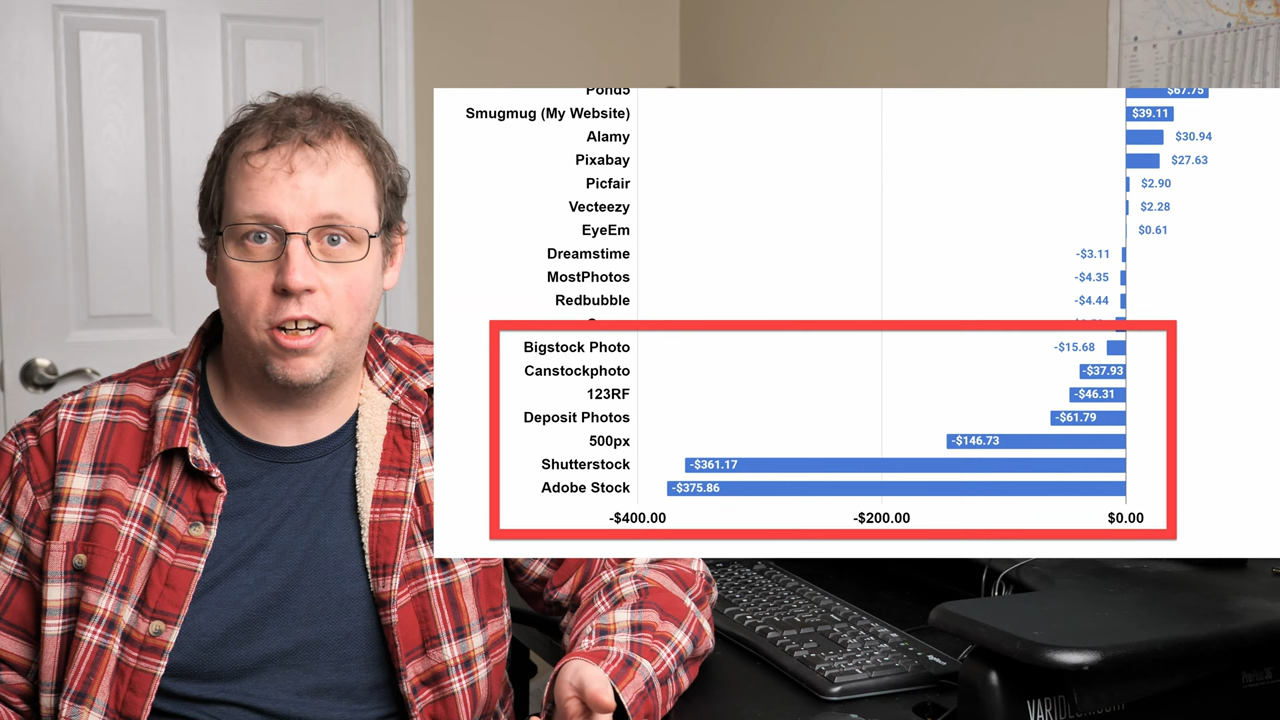 Pond5 $67.75
Smugmug (My Website) $39.11
Alamy $30.94
Pixabay $27.63
Picfair $2.90
Vecteezy $2.28
EyeEm $0.61
Dreamstime -$3.11
MostPhotos -$4.35
Redbubble -$4.44
Bigstock Photo -$15.68
Canstockphoto -$37.93
123RF -$46.31
Deposit Photos -$61.79
500px -$146.73
Shutterstock -$361.17
Adobe Stock -$375.86
-$400.00 -$200.00 $0.00